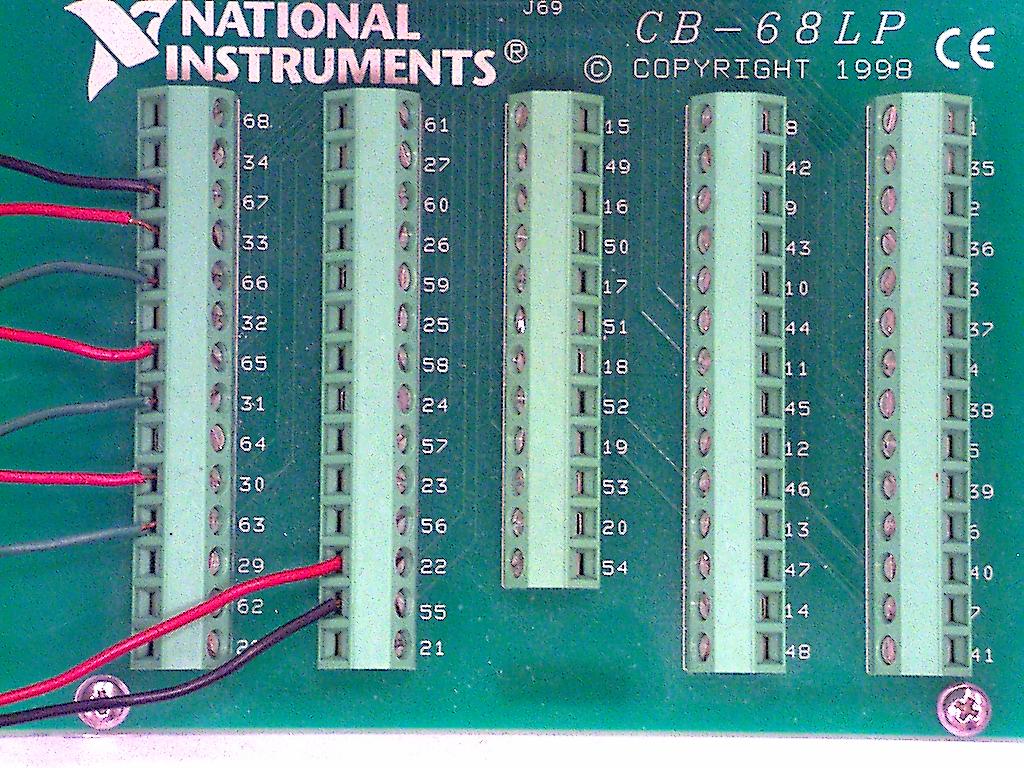 J69
NATIONAL
INSTRUMENTS®
CB-68LP
© COPYRIGHT 1998
CE
68 61 15 8 1
34 27 49 42 35
67 60 16 9 2
33 26 50 43 36
66 59 17 10 3
32 25 51 44 37
65 58 18 11 4
31 24 52 45 38
64 57 19 12 5
30 23 53 46 39
63 56 20 13 6
29 22 54 47 40
62 55 14 7
21 48 41